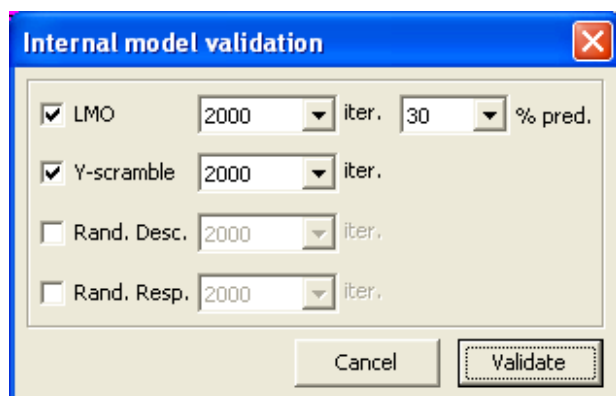 Internal model validation
LMO 2000 iter. 30 % pred.
Y-scramble 2000 iter.
Rand. Desc. 2000 iter.
Rand. Resp. 2000 iter.
Cancel Validate